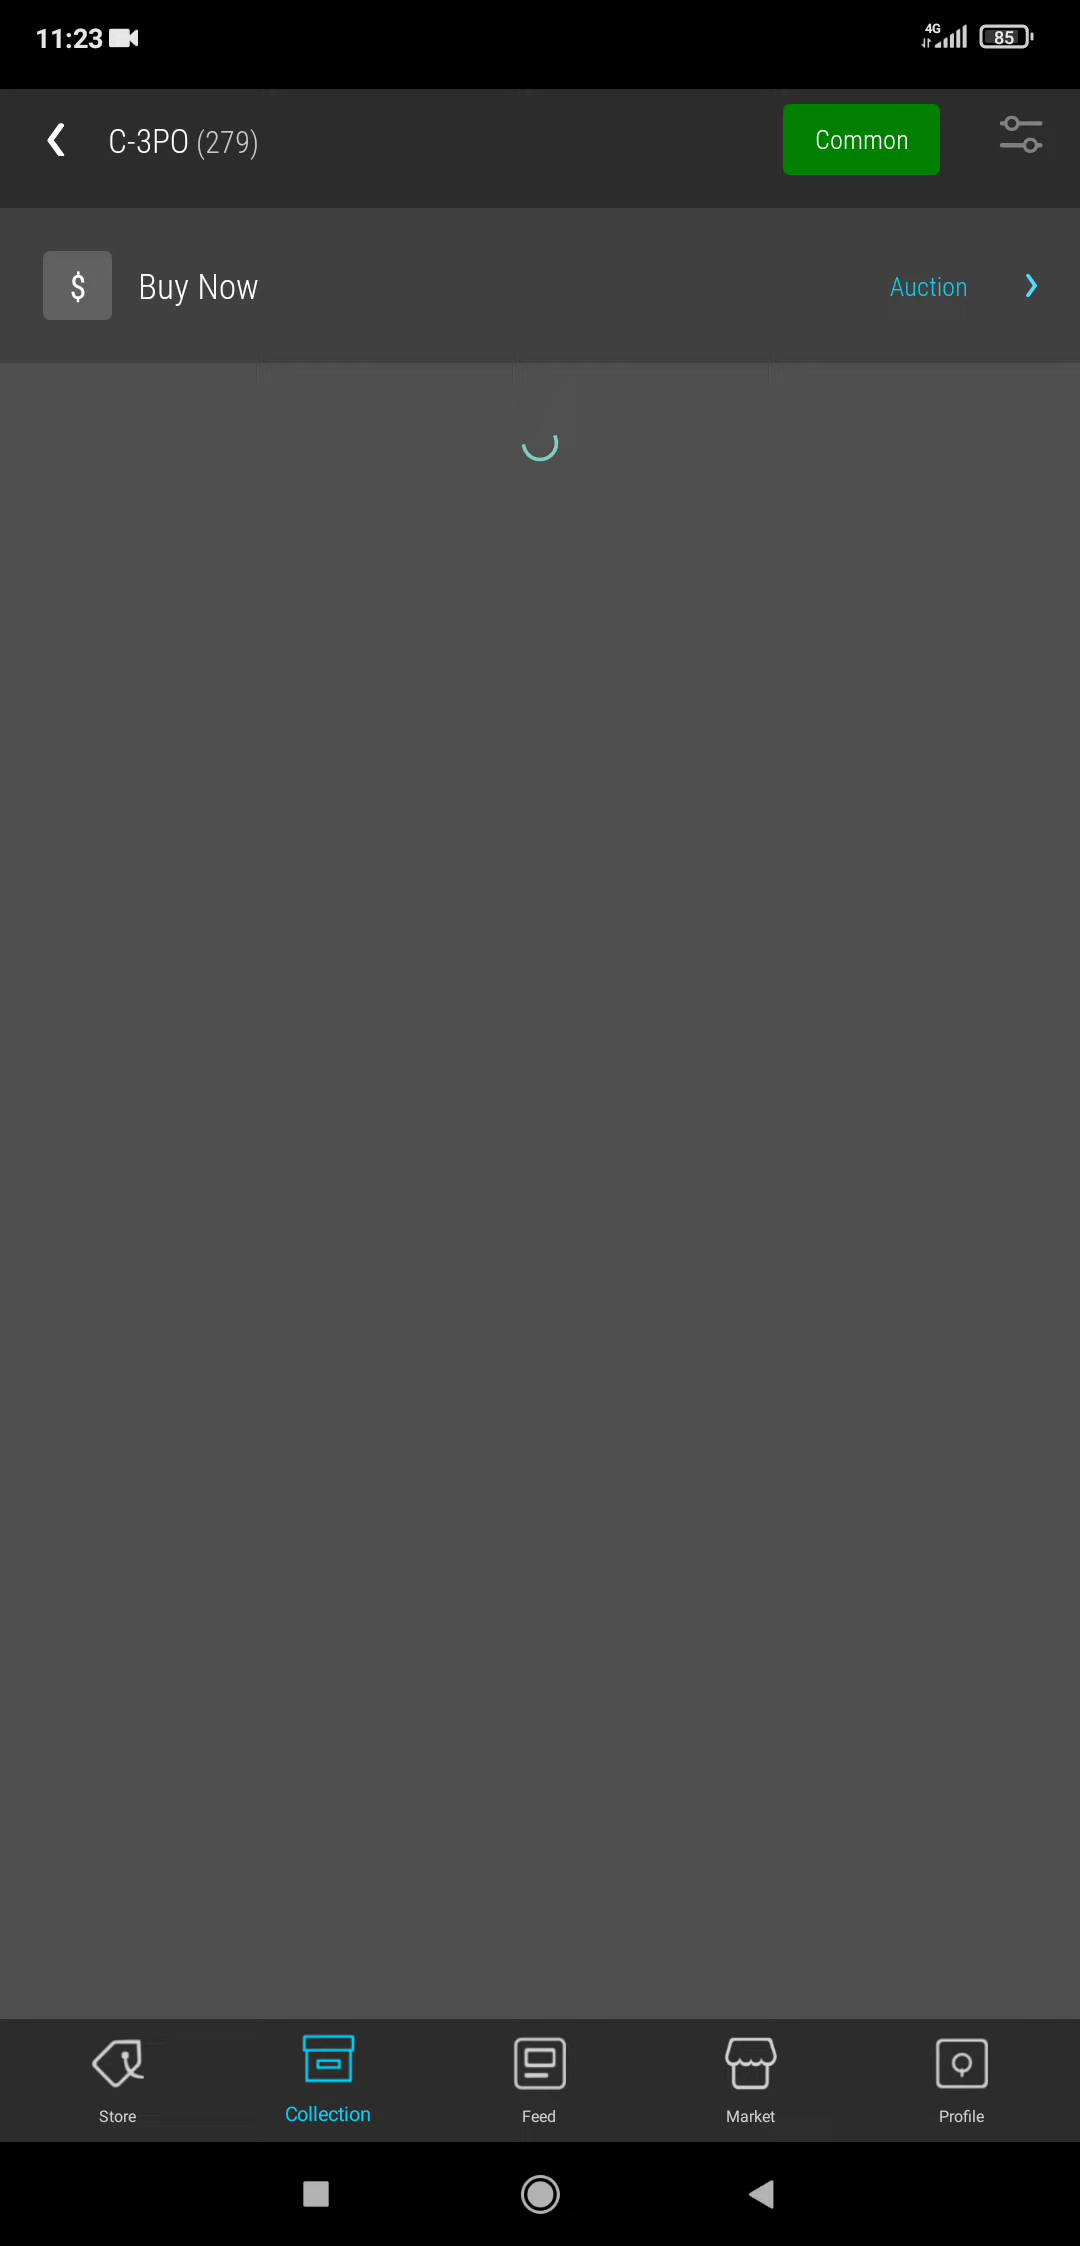 11:23
4G
85
C-3PO (279)
Common
$
Buy Now
Auction
Store
Collection
Feed
Market
Profile